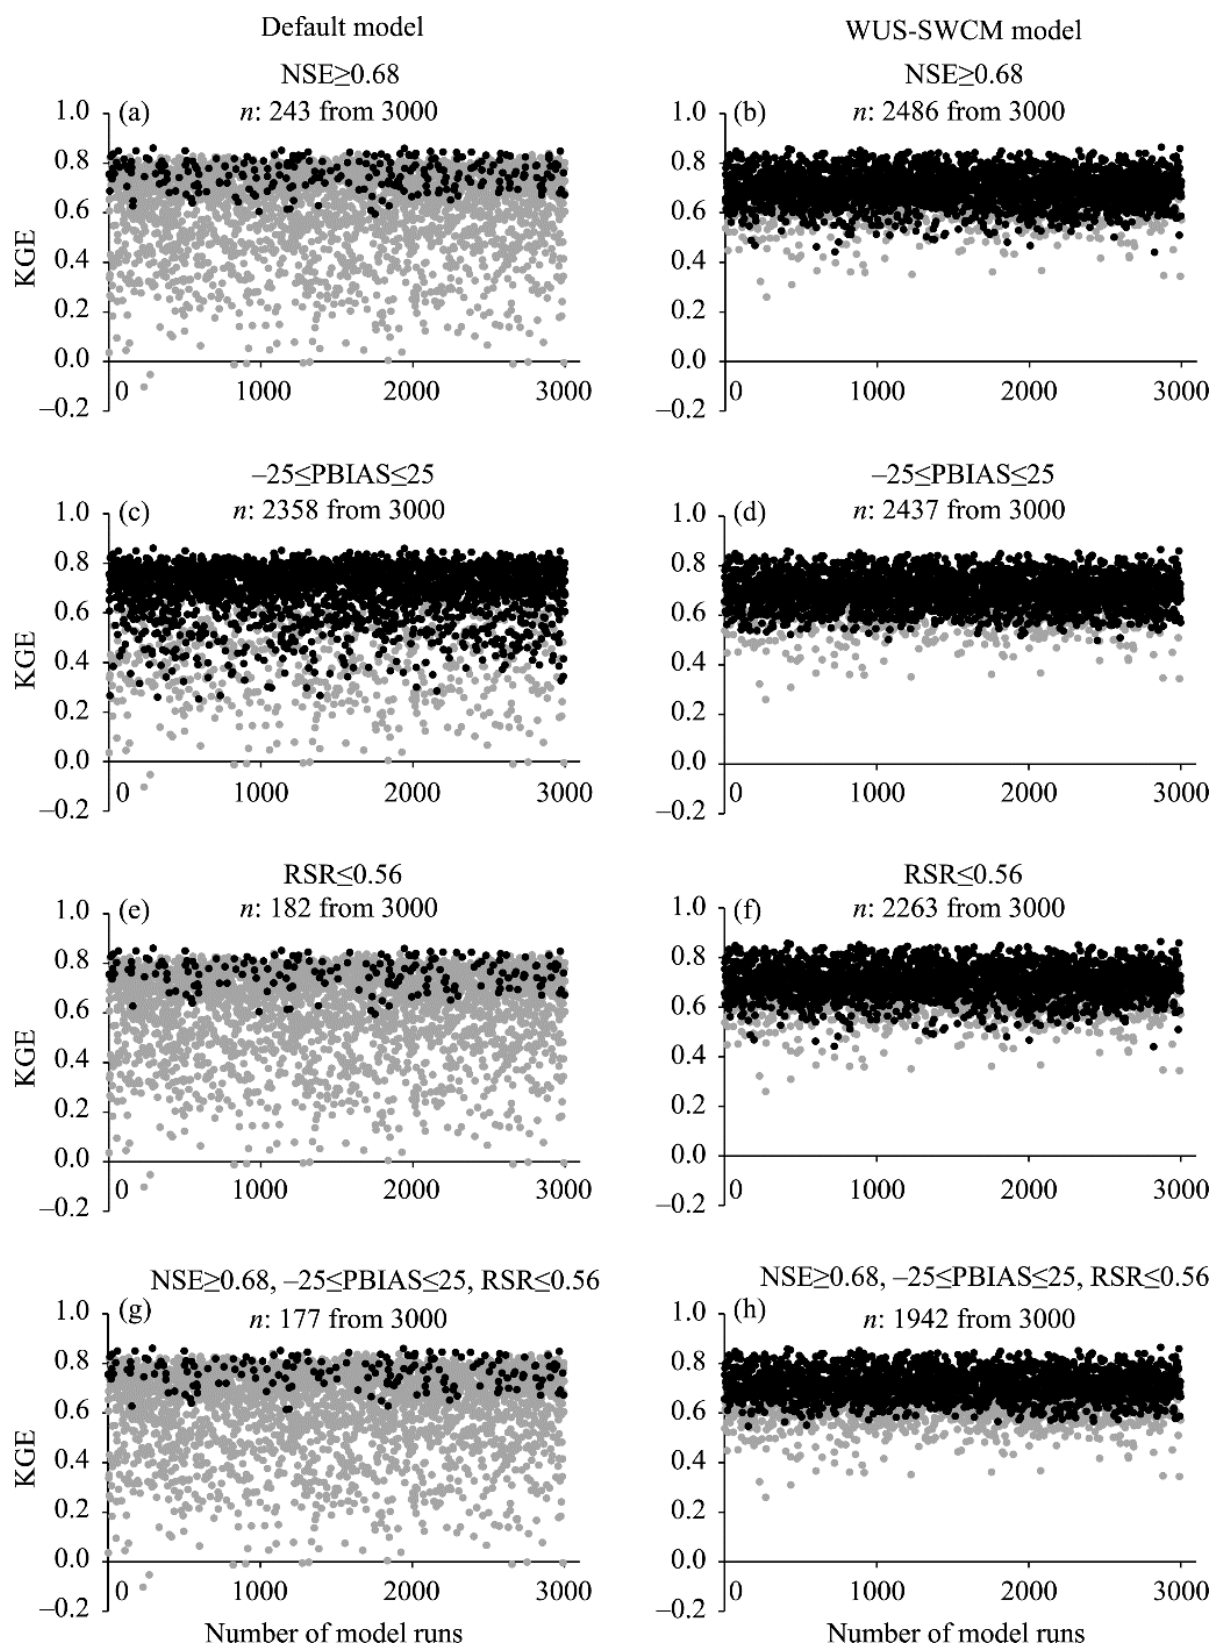 Default model
WUS-SWCM model
NSE≥0.68
(a)
n: 243 from 3000
1.0
0.8
0.6
0.4
0.2
0.0
–0.2
KGE
0 1000 2000 3000
NSE≥0.68
(b)
n: 2486 from 3000
1.0
0.8
0.6
0.4
0.2
0.0
–0.2
0 1000 2000 3000
–25≤PBIAS≤25
(c)
n: 2358 from 3000
1.0
0.8
0.6
0.4
0.2
0.0
–0.2
KGE
0 1000 2000 3000
–25≤PBIAS≤25
(d)
n: 2437 from 3000
1.0
0.8
0.6
0.4
0.2
0.0
–0.2
0 1000 2000 3000
RSR≤0.56
(e)
n: 182 from 3000
1.0
0.8
0.6
0.4
0.2
0.0
–0.2
KGE
0 1000 2000 3000
RSR≤0.56
(f)
n: 2263 from 3000
1.0
0.8
0.6
0.4
0.2
0.0
–0.2
0 1000 2000 3000
NSE≥0.68, –25≤PBIAS≤25, RSR≤0.56
(g)
n: 177 from 3000
1.0
0.8
0.6
0.4
0.2
0.0
–0.2
KGE
0 1000 2000 3000
Number of model runs
NSE≥0.68, –25≤PBIAS≤25, RSR≤0.56
(h)
n: 1942 from 3000
1.0
0.8
0.6
0.4
0.2
0.0
–0.2
0 1000 2000 3000
Number of model runs